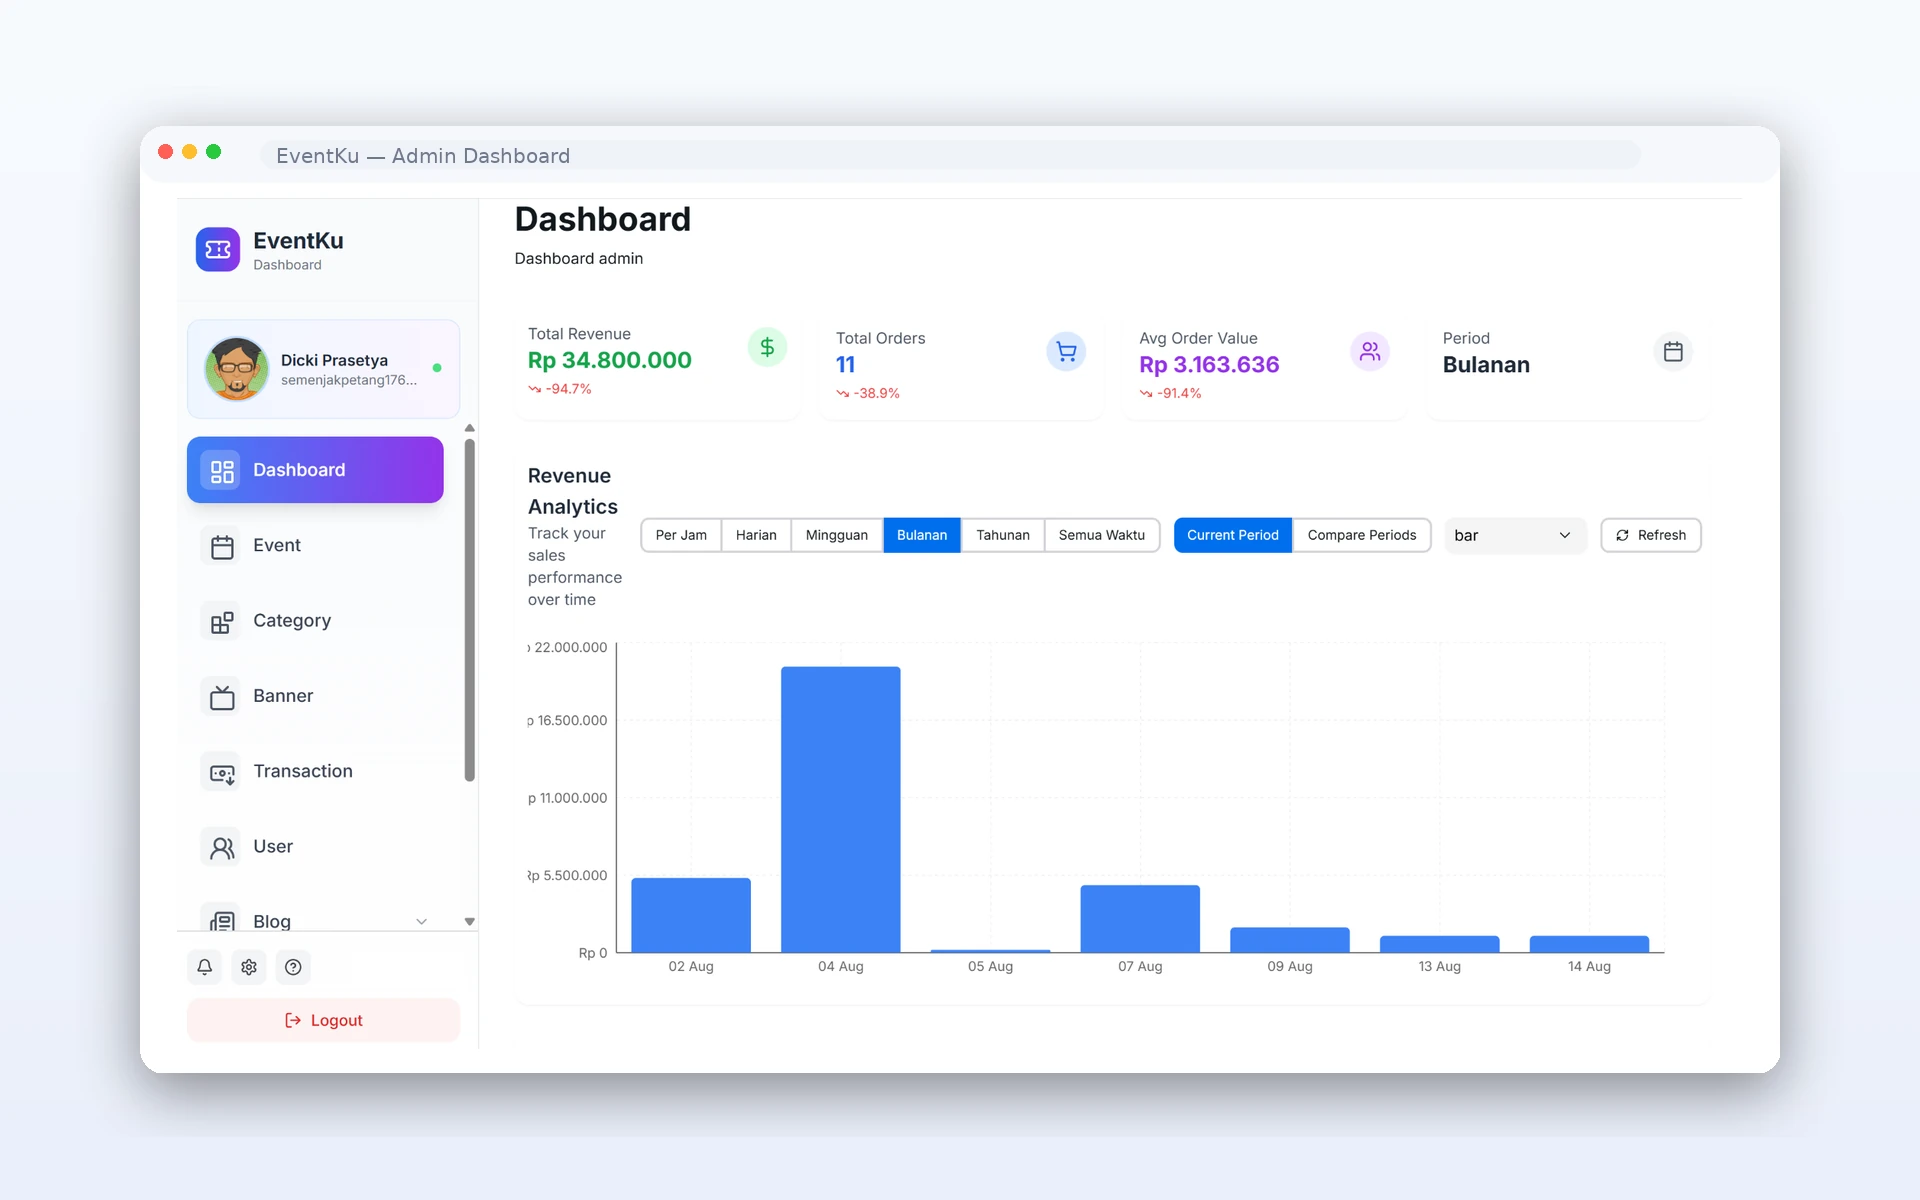 EventKu — Admin Dashboard
EventKu
Dashboard
Dicki Prasetya
semenjakpetang176...
Dashboard
Event
Category
Banner
Transaction
User
Blog
Logout
Dashboard
Dashboard admin
Total Revenue
Rp 34.800.000
-94.7%
Total Orders
11
-38.9%
Avg Order Value
Rp 3.163.636
-91.4%
Period
Bulanan
Revenue
Analytics
Track your
sales
performance
over time
Per Jam Harian Mingguan Bulanan Tahunan Semua Waktu
Current Period Compare Periods
bar
Refresh
22.000.000
p 16.500.000
p 11.000.000
Rp 5.500.000
Rp 0
02 Aug 04 Aug 05 Aug 07 Aug 09 Aug 13 Aug 14 Aug